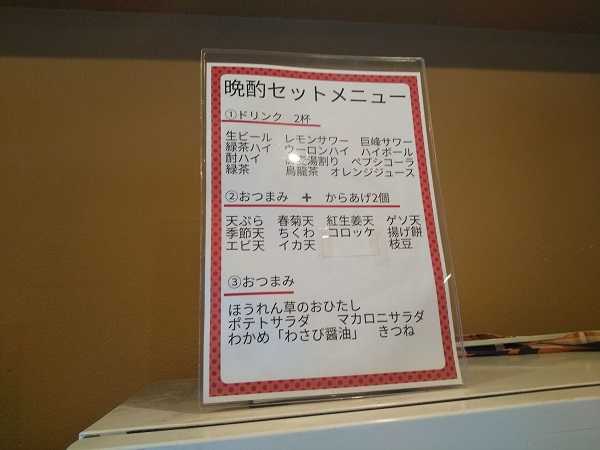 晩酌セットメニュー
①ドリンク 2杯
生ビール レモンサワー 巨峰サワー
緑茶ハイ ウーロンハイ ハイボール
酎ハイ 湯割り ペプシコーラ
緑茶 烏龍茶 オレンジジュース
②おつまみ + からあげ2個
天ぷら 春菊天 紅生姜天 ゲソ天
季節天 ちくわ コロッケ 揚げ餅
エビ天 イカ天 枝豆
③おつまみ
ほうれん草のおひたし
ポテトサラダ マカロニサラダ
わかめ「わさび醤油」 きつね